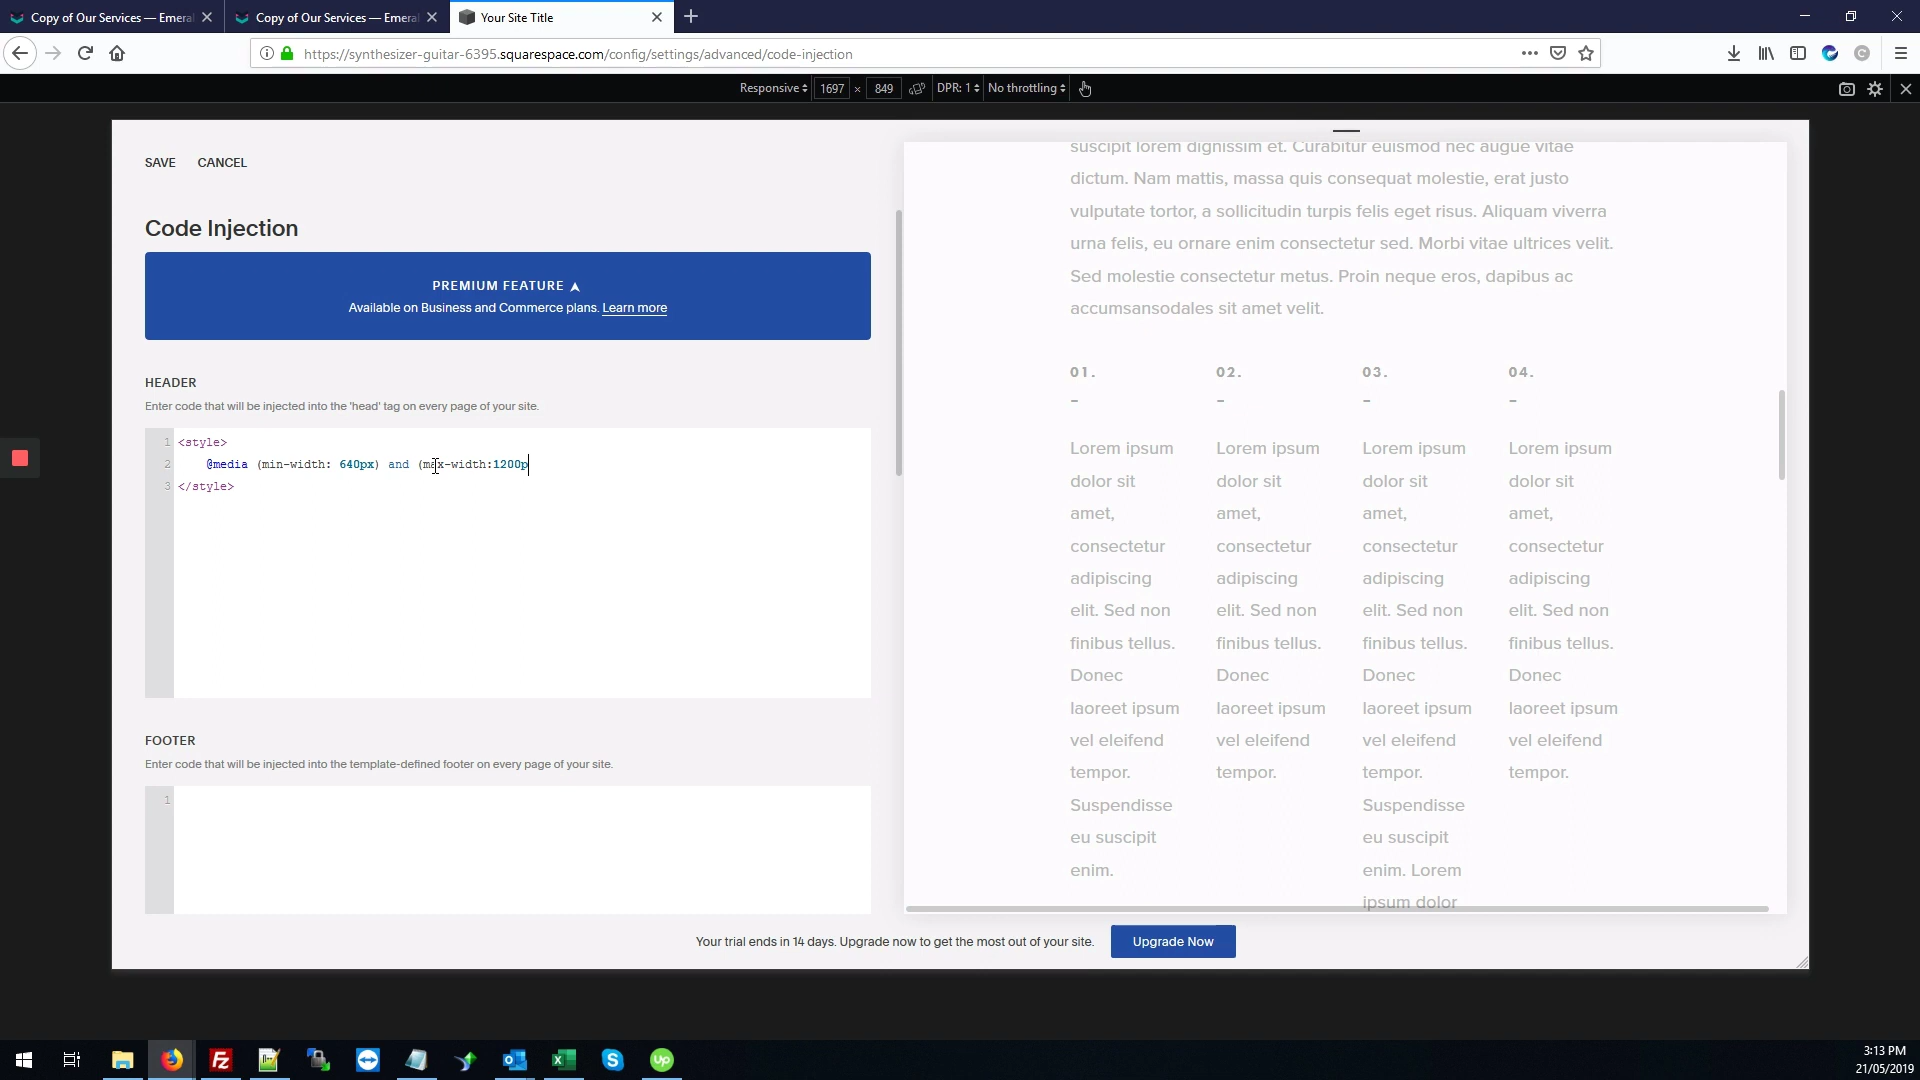 Copy of Our Services — Emeral
Copy of Our Services — Emeral
Your Site Title
https://synthesizer-guitar-6395.squarespace.com/config/settings/advanced/code-injection
Responsive 1697 × 849 DPR: 1 No throttling
SAVE CANCEL
Code Injection
PREMIUM FEATURE
Available on Business and Commerce plans. Learn more
HEADER
Enter code that will be injected into the 'head' tag on every page of your site.
1 <style>
2 @media (min-width: 640px) and (max-width:1200p
3 </style>
FOOTER
Enter code that will be injected into the template-defined footer on every page of your site.
1
suscipit lorem dignissim et. Curabitur euismod nec augue vitae
dictum. Nam mattis, massa quis consequat molestie, erat justo
vulputate tortor, a sollicitudin turpis felis eget risus. Aliquam viverra
urna felis, eu ornare enim consectetur sed. Morbi vitae ultrices velit.
Sed molestie consectetur metus. Proin neque eros, dapibus ac
accumsansodales sit amet velit.
01.
–
Lorem ipsum
dolor sit
amet,
consectetur
adipiscing
elit. Sed non
finibus tellus.
Donec
laoreet ipsum
vel eleifend
tempor.
Suspendisse
eu suscipit
enim.
02.
–
Lorem ipsum
dolor sit
amet,
consectetur
adipiscing
elit. Sed non
finibus tellus.
Donec
laoreet ipsum
vel eleifend
tempor.
03.
–
Lorem ipsum
dolor sit
amet,
consectetur
adipiscing
elit. Sed non
finibus tellus.
Donec
laoreet ipsum
vel eleifend
tempor.
Suspendisse
eu suscipit
enim. Lorem
ipsum dolor
04.
–
Lorem ipsum
dolor sit
amet,
consectetur
adipiscing
elit. Sed non
finibus tellus.
Donec
laoreet ipsum
vel eleifend
tempor.
Your trial ends in 14 days. Upgrade now to get the most out of your site.
Upgrade Now
3:13 PM
21/05/2019